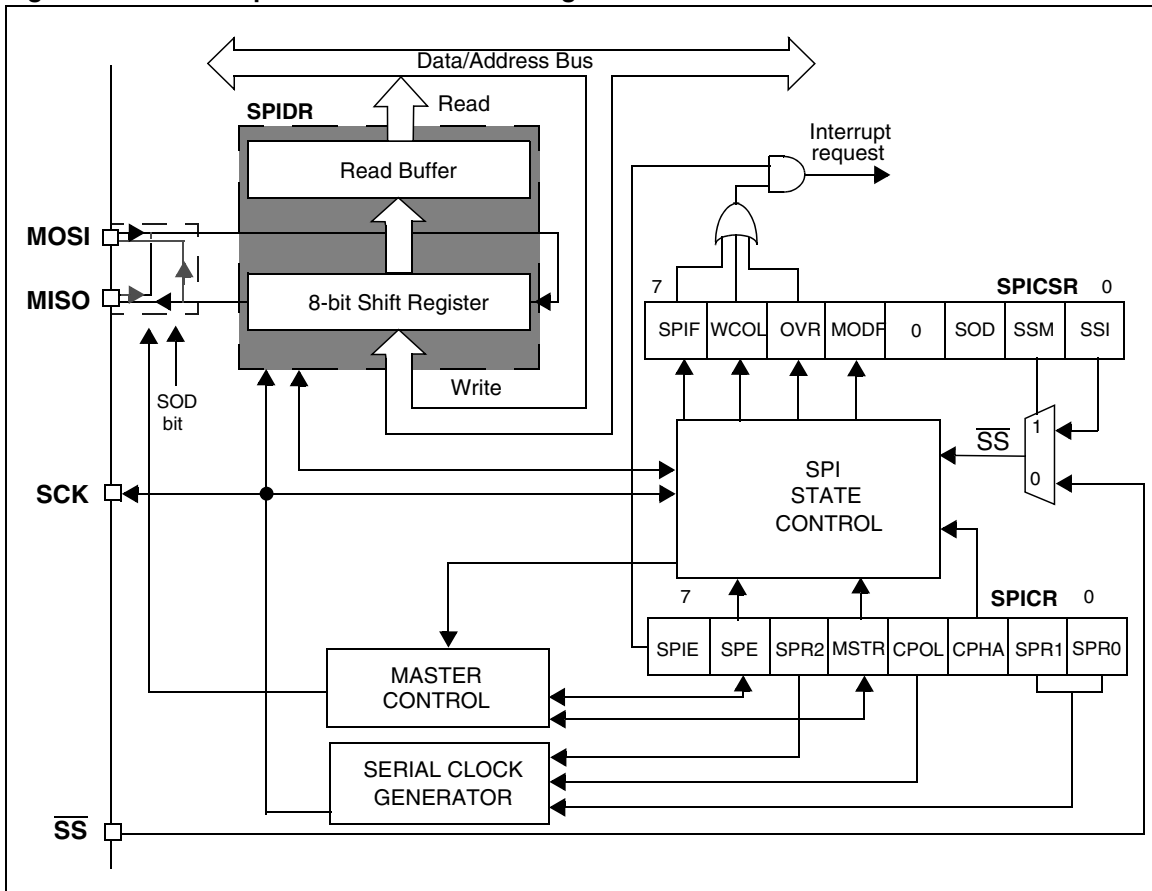 Data/Address Bus
Read
SPIDR
Interrupt
request
Read Buffer
MOSI
MISO
8-bit Shift Register
7
SPICSR
0
SPIF WCOL OVR MODF 0 SOD SSM SSI
Write
SOD
bit
1
SS
0
SPI
STATE
CONTROL
SCK
7
SPICR
0
SPIE SPE SPR2 MSTR CPOL CPHA SPR1 SPR0
MASTER
CONTROL
SERIAL CLOCK
GENERATOR
SS